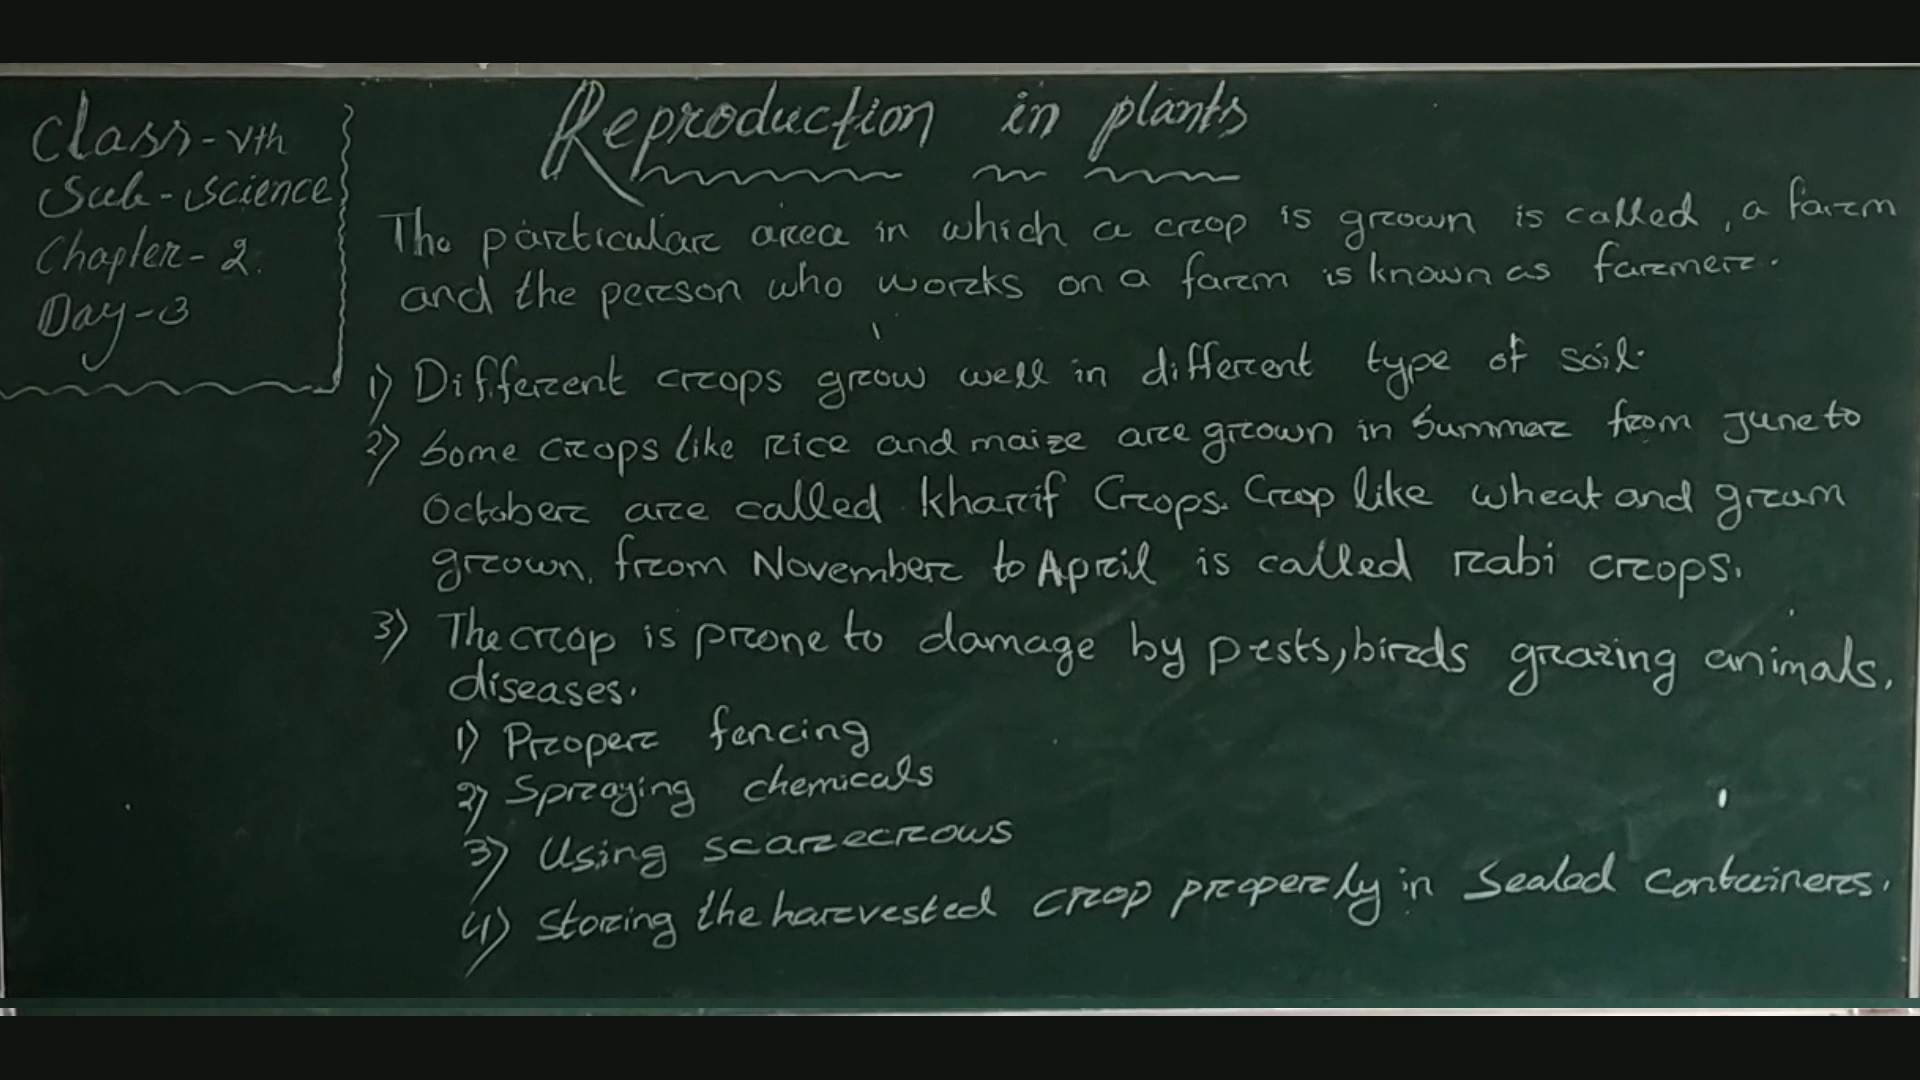 Class - Vth
Sub - Science
Chapter - 2.
Day - 3
Reproduction in plants
The particular area in which a crop is grown is called, a farm
and the person who works on a farm is known as farmer.
1) Different crops grow well in different type of soil.
2) Some crops like rice and maize are grown in Summar from June to
October are called kharif Crops. Crop like wheat and gram
grown, from November to April is called rabi crops.
3) The crop is prone to damage by pests, birds grazing animals,
diseases.
1) Proper fencing
2) Spraying chemicals
3) Using scarecrows
4) Storing the harvested crop properly in Sealed containers.